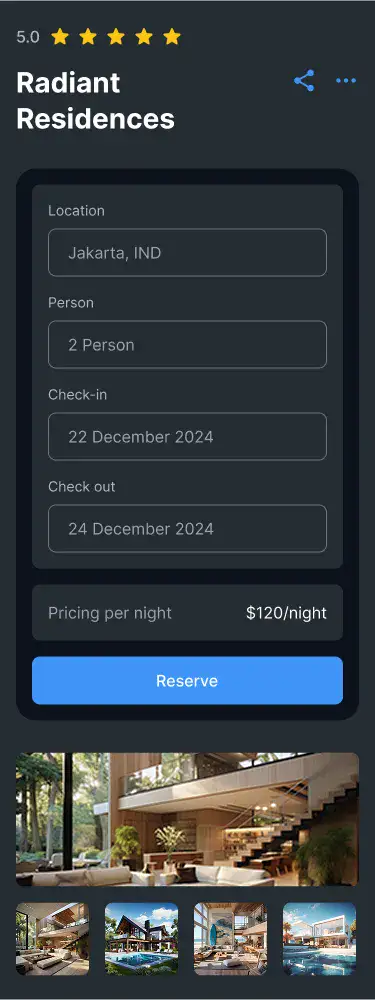 5.0
Radiant
Residences
Location
Jakarta, IND
Person
2 Person
Check-in
22 December 2024
Check out
24 December 2024
Pricing per night $120/night
Reserve